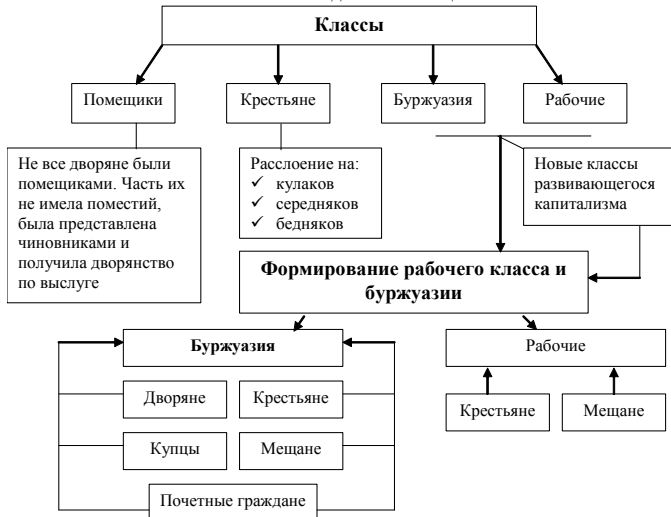 Классы
Помещики
Крестьяне
Буржуазия
Рабочие
Не все дворяне были
помещиками. Часть их
не имела поместий,
была представлена
чиновниками и
получила дворянство
по выслуге
Расслоение на:
✓ кулаков
✓ середняков
✓ бедняков
Новые классы
развивающегося
капитализма
Формирование рабочего класса и
буржуазии
Буржуазия
Рабочие
Дворяне
Крестьяне
Купцы
Мещане
Почетные граждане
Крестьяне
Мещане